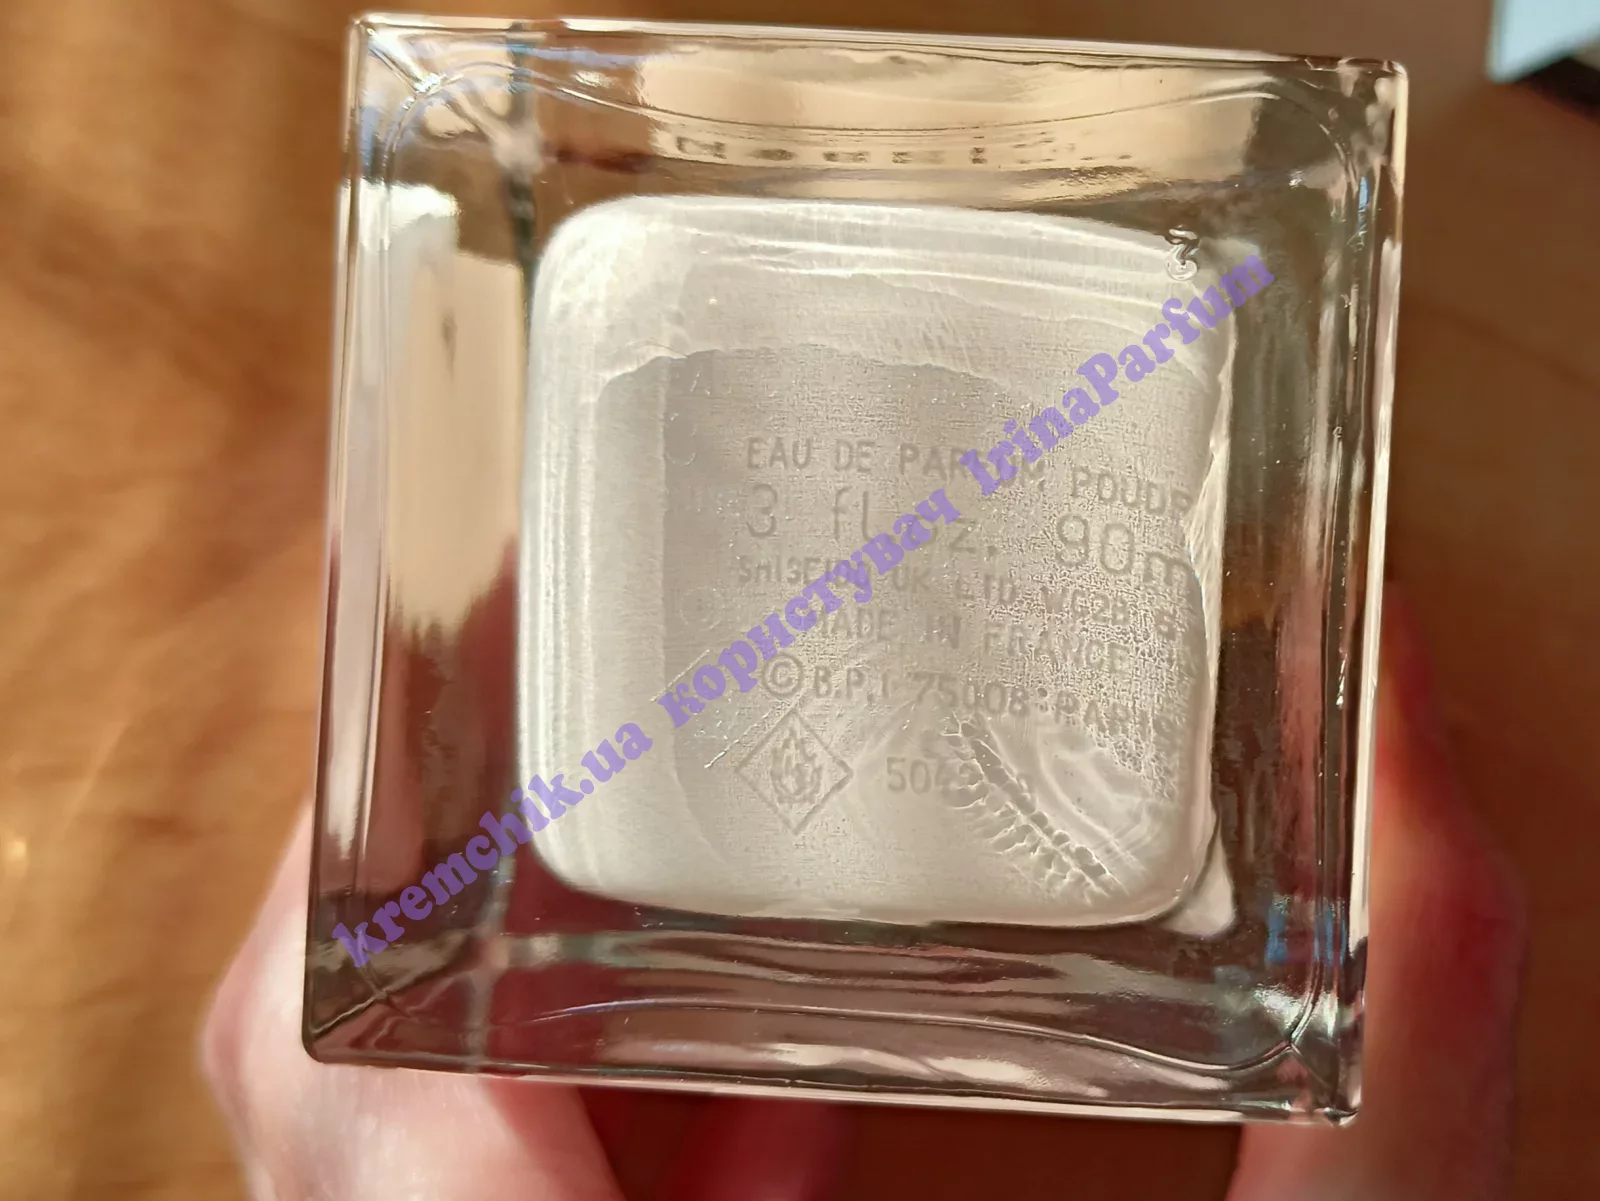 EAU DE PARFUM POUDR
3 fl oz, 90m
SHISEIDO UK LTD. W62B
MADE IN FRANCE
© B.P.I 75008 PARIS
kremchik.ua користувач IrinaParfum